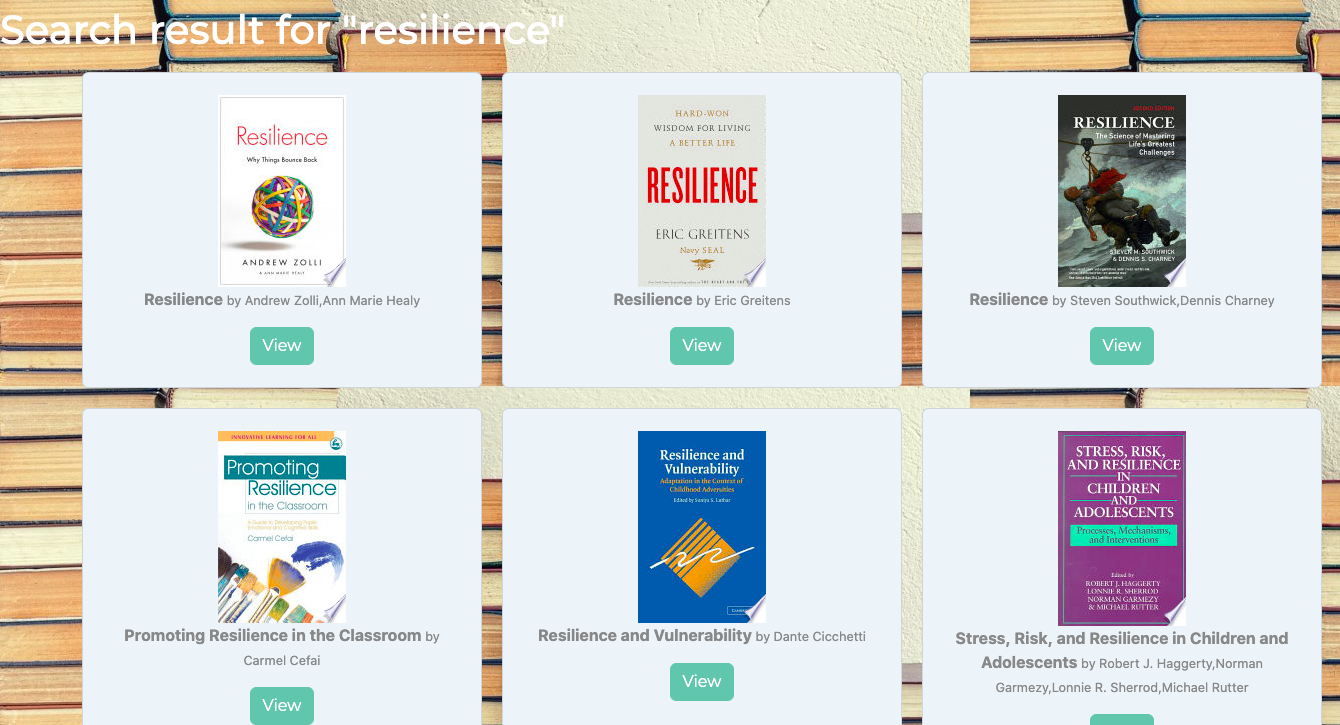 Search result for "resilience"
Resilience
Why Things Bounce Back
ANDREW ZOLLI
& ANN MARIE HEALY
Resilience by Andrew Zolli,Ann Marie Healy
View
HARD-WON
WISDOM FOR LIVING
A BETTER LIFE
RESILIENCE
ERIC GREITENS
Navy SEAL
Resilience by Eric Greitens
View
SECOND EDITION
RESILIENCE
The Science of Mastering
Life's Greatest
Challenges
STEVEN M. SOUTHWICK
& DENNIS S. CHARNEY
Resilience by Steven Southwick,Dennis Charney
View
INNOVATIVE LEARNING FOR ALL
Promoting
Resilience
in the Classroom
A Guide to Developing Pupils'
Emotional and Cognitive Skills
Carmel Cefai
Promoting Resilience in the Classroom by
Carmel Cefai
View
Resilience and
Vulnerability
Adaptation in the Context of
Childhood Adversities
Edited by Suniya S. Luthar
Resilience and Vulnerability by Dante Cicchetti
View
STRESS, RISK,
AND RESILIENCE
IN
CHILDREN
AND
ADOLESCENTS
Processes, Mechanisms,
and Interventions
Edited by
ROBERT J. HAGGERTY
LONNIE R. SHERROD
NORMAN GARMEZY
& MICHAEL RUTTER
Stress, Risk, and Resilience in Children and
Adolescents by Robert J. Haggerty,Norman
Garmezy,Lonnie R. Sherrod,Michael Rutter